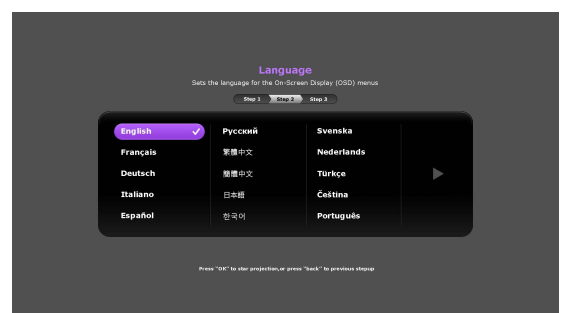 Language
Sets the language for the On-Screen Display (OSD) menus
Step 1 Step 2 Step 3
English
Français
Deutsch
Italiano
Español
Русский
繁體中文
簡體中文
日本語
한국어
Svenska
Nederlands
Türkçe
Čeština
Português
Press "OK" to star projection,or press "back" to previous stepup